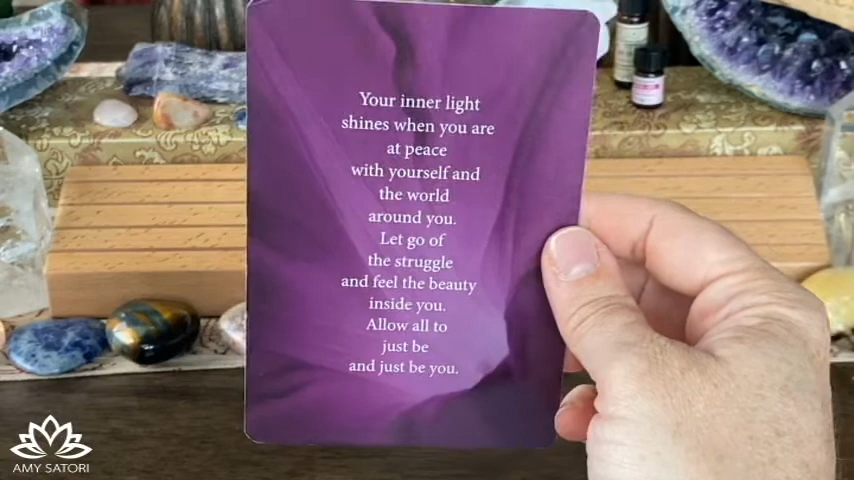 Your inner light
shines when you are
at peace
with yourself and
the world
around you.
Let go of
the struggle
and feel the beauty
inside you.
Allow all to
just be
and just be you.
AMY SATORI